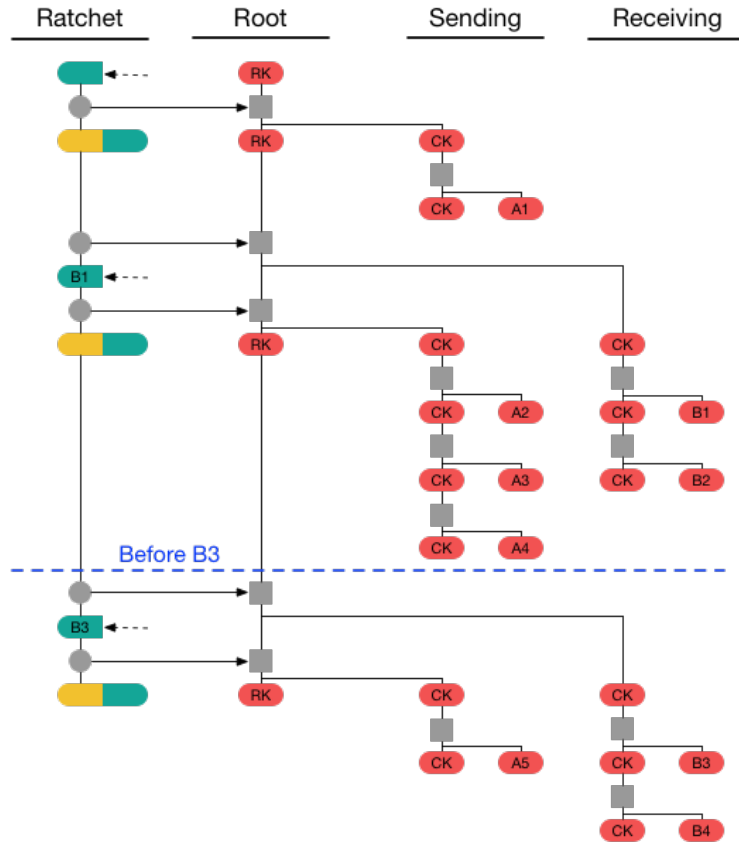 Ratchet Root Sending Receiving
RK
RK CK
CK A1
B1
RK CK CK
CK A2 CK B1
CK A3 CK B2
CK A4
Before B3
B3
RK CK CK
CK A5 CK B3
CK B4